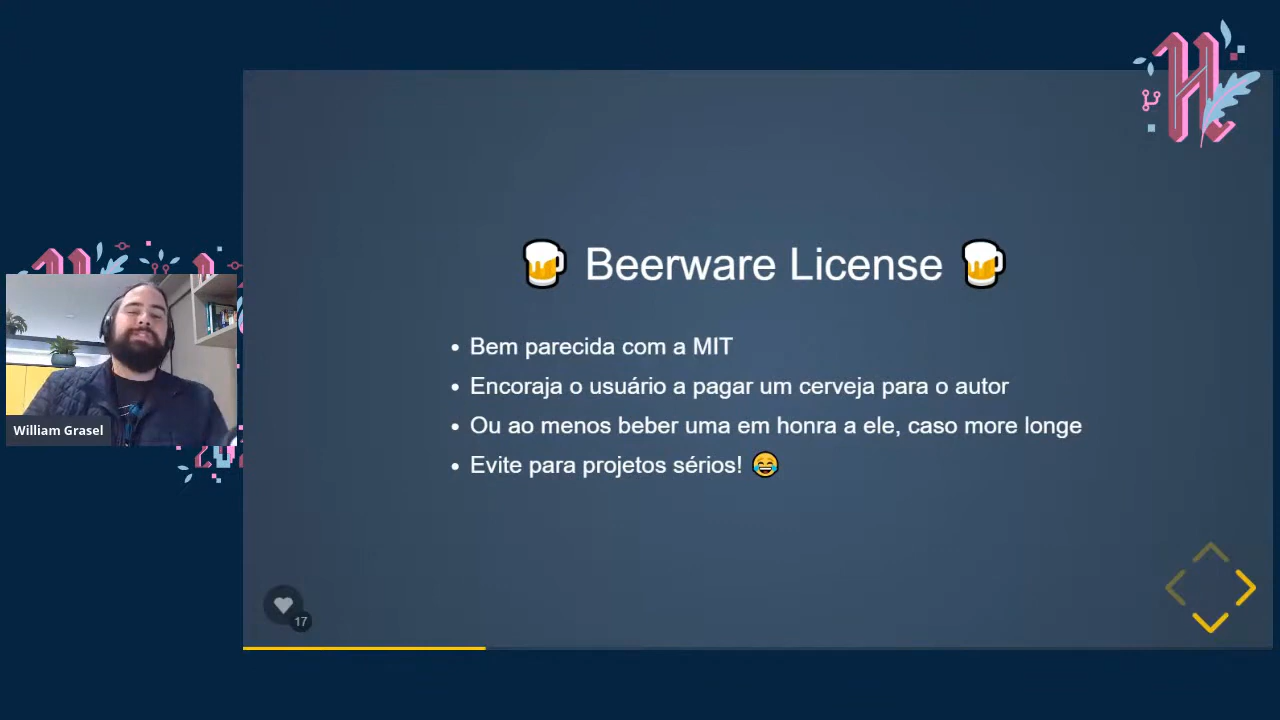 🍺 Beerware License 🍺
• Bem parecida com a MIT
• Encoraja o usuário a pagar um cerveja para o autor
• Ou ao menos beber uma em honra a ele, caso more longe
• Evite para projetos sérios! 😂
William Grasel
17